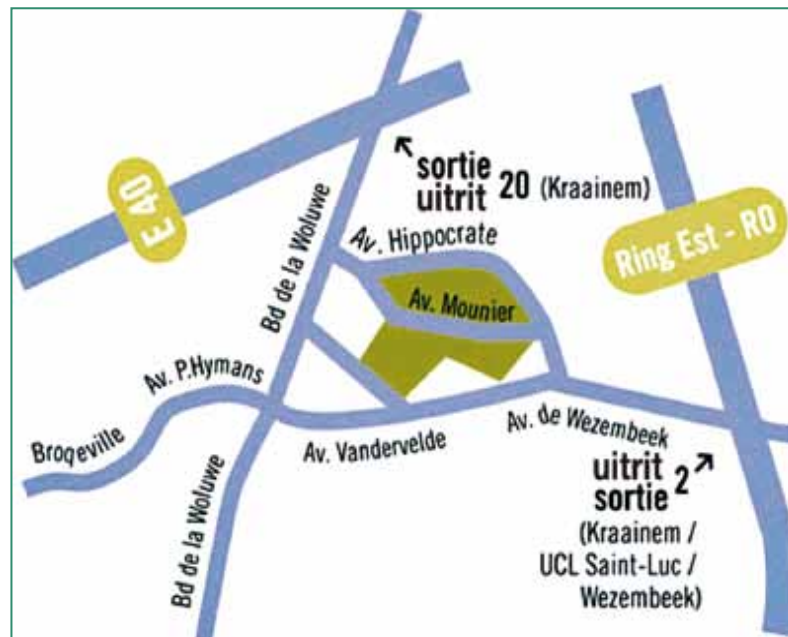 E 40
sortie
uitrit 20 (Kraainem)
Av. Hippocrate
Ring Est - R0
Bd de la Woluwe
Av. Mounier
Av. P.Hymans
Broqeville
Av. Vandervelde
Av. de Wezembeek
Bd de la Woluwe
uitrit
sortie 2
(Kraainem /
UCL Saint-Luc /
Wezembeek)